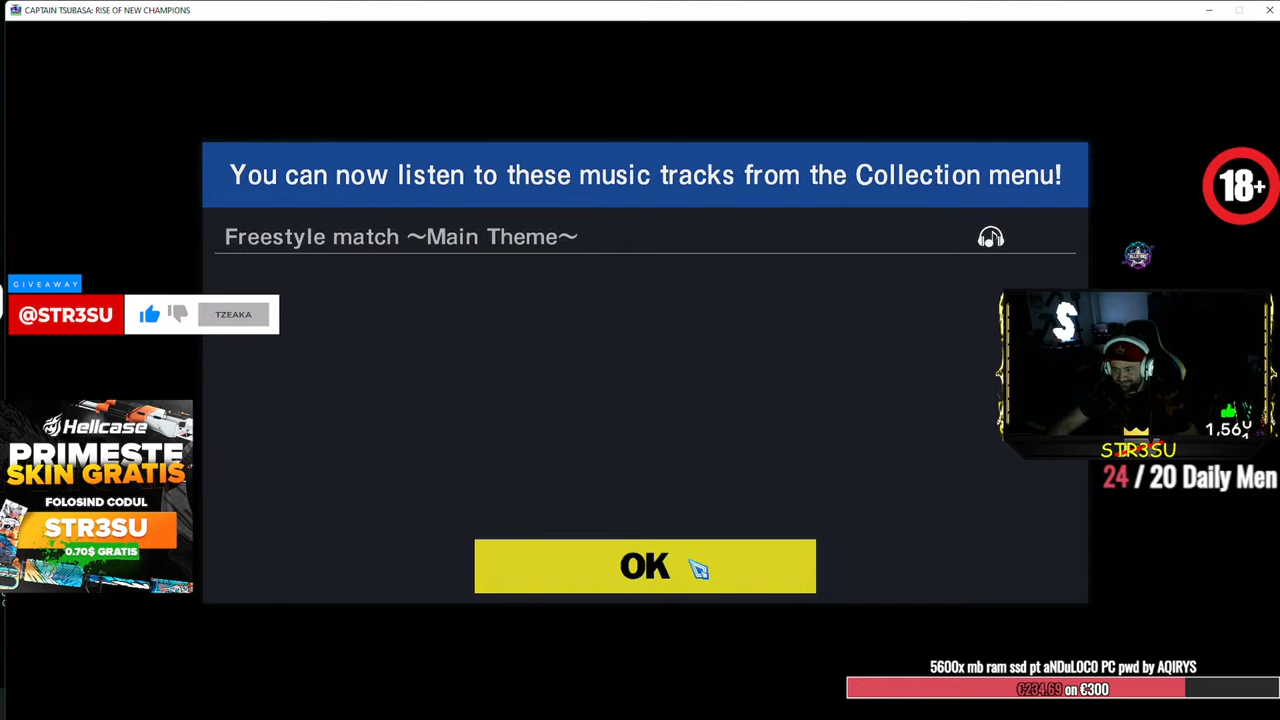 CAPTAIN TSUBASA: RISE OF NEW CHAMPIONS
You can now listen to these music tracks from the Collection menu!
Freestyle match ～Main Theme～
18+
GIVEAWAY
@STR3SU
TZEAKA
Hellcase
PRIMESTE
SKIN GRATIS
FOLOSIND CODUL
STR3SU
0.70$ GRATIS
S
STR3SU
24 / 20 Daily Men
OK
5600x mb ram ssd pt aNDuLOCO PC pwd by AQIRYS
€234.69 on €300